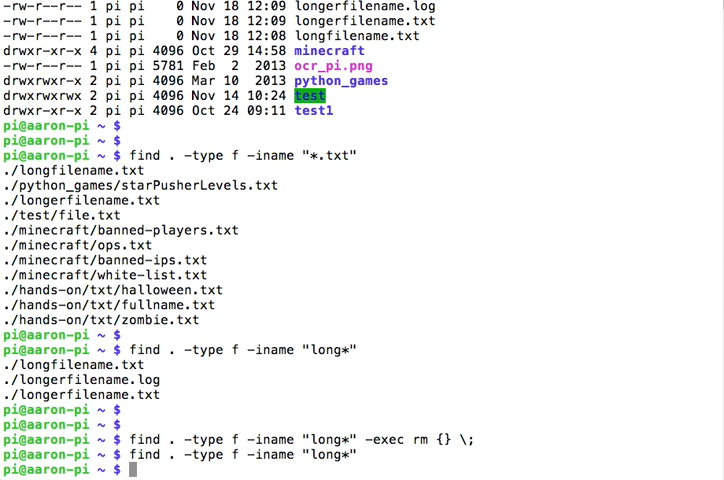 -rw-r--r-- 1 pi pi    0 Nov 18 12:09 longerfilename.log
-rw-r--r-- 1 pi pi    0 Nov 18 12:09 longerfilename.txt
-rw-r--r-- 1 pi pi    0 Nov 18 12:08 longfilename.txt
drwxr-xr-x 4 pi pi 4096 Oct 29 14:58 minecraft
-rw-r--r-- 1 pi pi 5781 Feb  2  2013 ocr_pi.png
drwxrwxr-x 2 pi pi 4096 Mar 10  2013 python_games
drwxrwxrwx 2 pi pi 4096 Nov 14 10:24 test
drwxr-xr-x 2 pi pi 4096 Oct 24 09:11 test1
pi@aaron-pi ~ $
pi@aaron-pi ~ $
pi@aaron-pi ~ $ find . -type f -iname "*.txt"
./longfilename.txt
./python_games/starPusherLevels.txt
./longerfilename.txt
./test/file.txt
./minecraft/banned-players.txt
./minecraft/ops.txt
./minecraft/banned-ips.txt
./minecraft/white-list.txt
./hands-on/txt/halloween.txt
./hands-on/txt/fullname.txt
./hands-on/txt/zombie.txt
pi@aaron-pi ~ $
pi@aaron-pi ~ $ find . -type f -iname "long*"
./longfilename.txt
./longerfilename.log
./longerfilename.txt
pi@aaron-pi ~ $
pi@aaron-pi ~ $
pi@aaron-pi ~ $ find . -type f -iname "long*" -exec rm {} \;
pi@aaron-pi ~ $ find . -type f -iname "long*"
pi@aaron-pi ~ $